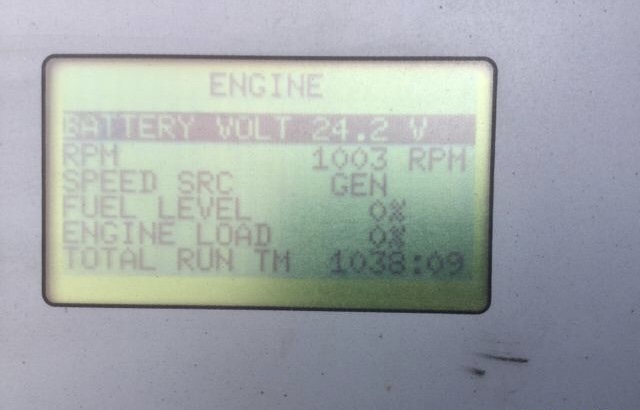 ENGINE
BATTERY VOLT 24.2 V
RPM 1003 RPM
SPEED SRC GEN
FUEL LEVEL 0%
ENGINE LOAD 0%
TOTAL RUN TM 1038:09